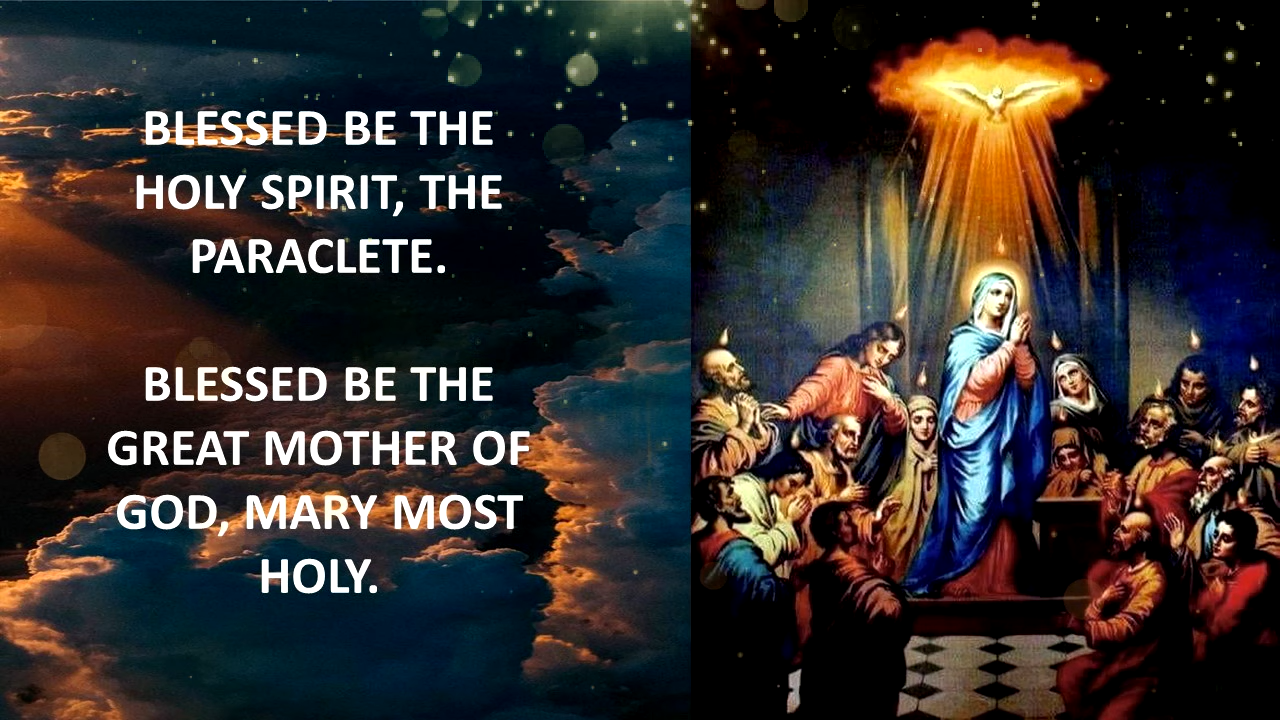 BLESSED BE THE
HOLY SPIRIT, THE
PARACLETE.
BLESSED BE THE
GREAT MOTHER OF
GOD, MARY MOST
HOLY.